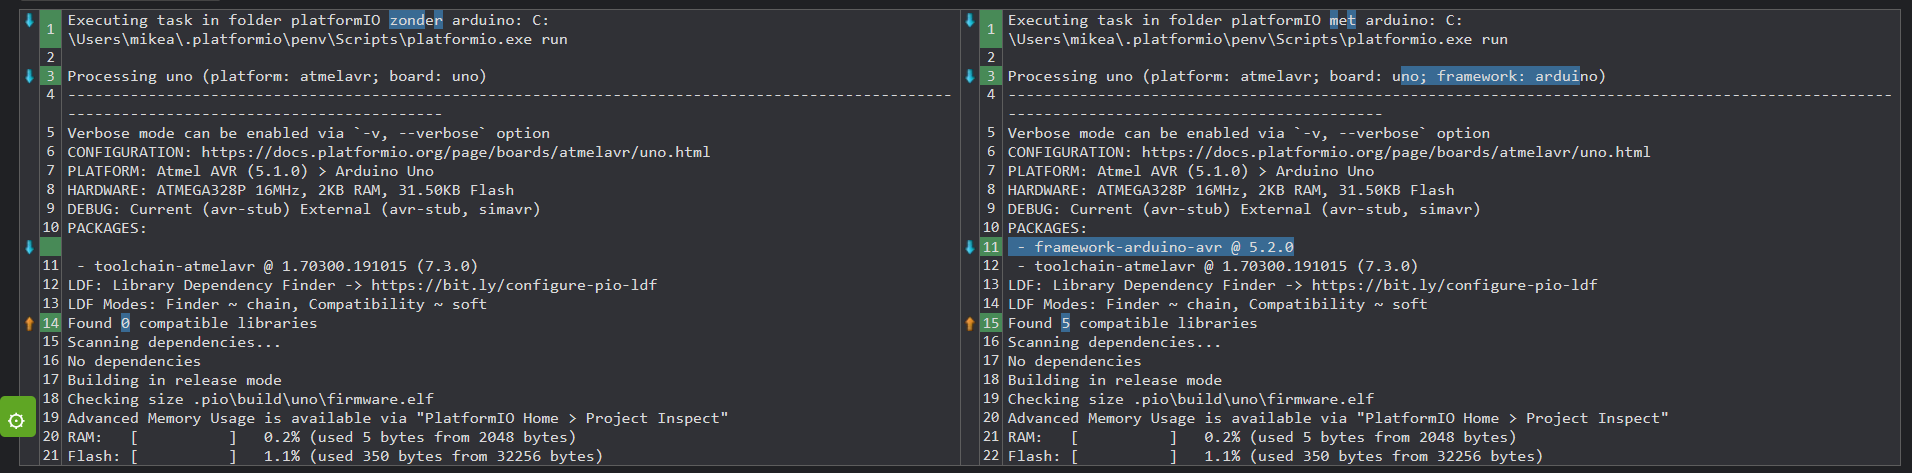 1 Executing task in folder platformIO zonder arduino: C:
\Users\mikea\.platformio\penv\Scripts\platformio.exe run
2
3 Processing uno (platform: atmelavr; board: uno)
4 ---------------------------------------------------------------------------------------------------
------------------------------------------
5 Verbose mode can be enabled via `-v, --verbose` option
6 CONFIGURATION: https://docs.platformio.org/page/boards/atmelavr/uno.html
7 PLATFORM: Atmel AVR (5.1.0) > Arduino Uno
8 HARDWARE: ATMEGA328P 16MHz, 2KB RAM, 31.50KB Flash
9 DEBUG: Current (avr-stub) External (avr-stub, simavr)
10 PACKAGES:
11  - toolchain-atmelavr @ 1.70300.191015 (7.3.0)
12 LDF: Library Dependency Finder -> https://bit.ly/configure-pio-ldf
13 LDF Modes: Finder ~ chain, Compatibility ~ soft
14 Found 0 compatible libraries
15 Scanning dependencies...
16 No dependencies
17 Building in release mode
18 Checking size .pio\build\uno\firmware.elf
19 Advanced Memory Usage is available via "PlatformIO Home > Project Inspect"
20 RAM:   [          ]   0.2% (used 5 bytes from 2048 bytes)
21 Flash: [          ]   1.1% (used 350 bytes from 32256 bytes)
1 Executing task in folder platformIO met arduino: C:
\Users\mikea\.platformio\penv\Scripts\platformio.exe run
2
3 Processing uno (platform: atmelavr; board: uno; framework: arduino)
4 ---------------------------------------------------------------------------------------------------
------------------------------------------
5 Verbose mode can be enabled via `-v, --verbose` option
6 CONFIGURATION: https://docs.platformio.org/page/boards/atmelavr/uno.html
7 PLATFORM: Atmel AVR (5.1.0) > Arduino Uno
8 HARDWARE: ATMEGA328P 16MHz, 2KB RAM, 31.50KB Flash
9 DEBUG: Current (avr-stub) External (avr-stub, simavr)
10 PACKAGES:
11  - framework-arduino-avr @ 5.2.0
12  - toolchain-atmelavr @ 1.70300.191015 (7.3.0)
13 LDF: Library Dependency Finder -> https://bit.ly/configure-pio-ldf
14 LDF Modes: Finder ~ chain, Compatibility ~ soft
15 Found 5 compatible libraries
16 Scanning dependencies...
17 No dependencies
18 Building in release mode
19 Checking size .pio\build\uno\firmware.elf
20 Advanced Memory Usage is available via "PlatformIO Home > Project Inspect"
21 RAM:   [          ]   0.2% (used 5 bytes from 2048 bytes)
22 Flash: [          ]   1.1% (used 350 bytes from 32256 bytes)